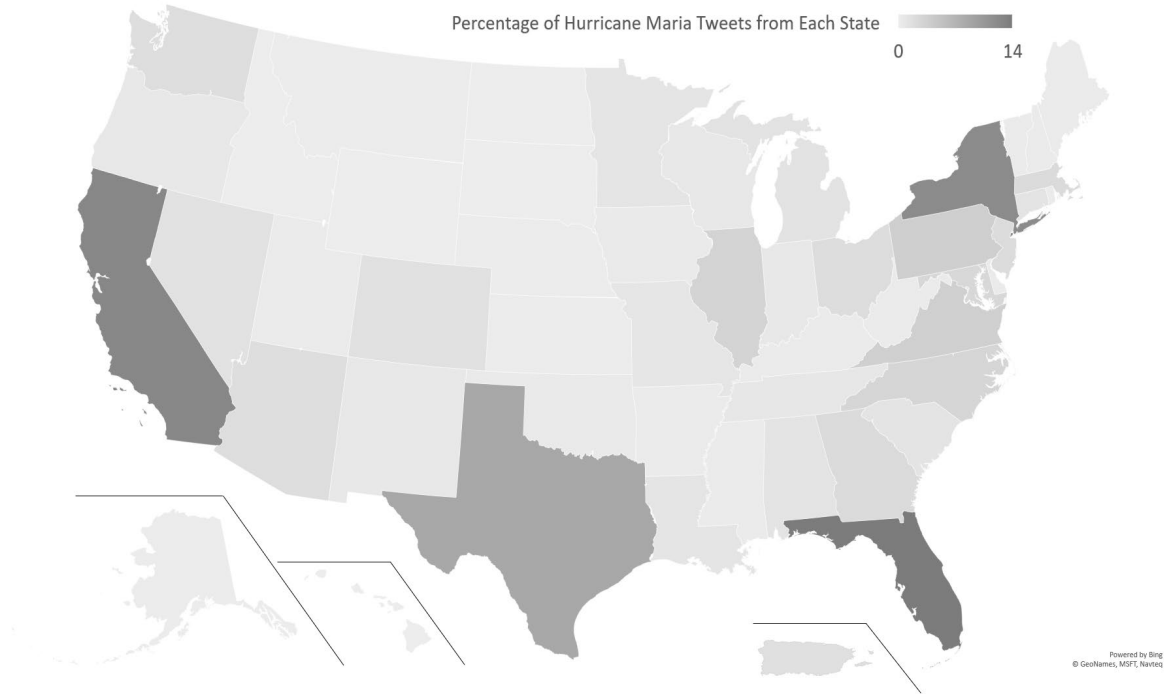 Percentage of Hurricane Maria Tweets from Each State
0 14
Powered by Bing
© GeoNames, MSFT, Navteq